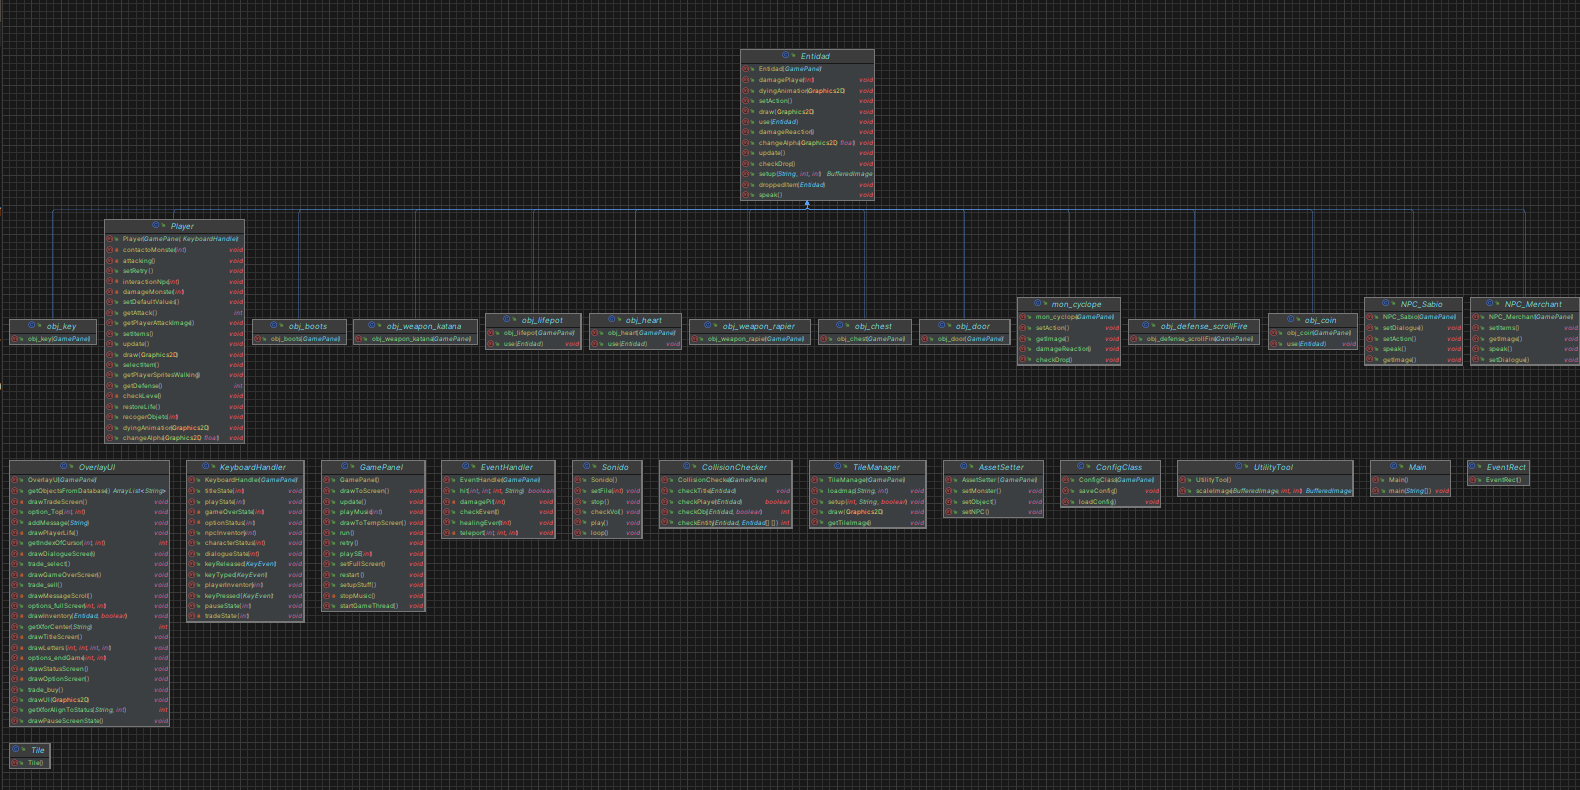 Entidad
Entidad(GamePanel)
damagePlayer(int) void
dyingAnimation(Graphics2D) void
setAction() void
draw(Graphics2D) void
use(Entidad) void
damageReaction() void
changeAlpha(Graphics2D, float) void
update() void
checkDrop() void
setup(String, int, int) BufferedImage
droppedItem(Entidad) void
speak() void
obj_key
obj_key(GamePanel)
Player
Player(GamePanel, KeyboardHandler)
contactoMonster(int) void
attacking() void
setRetry() void
interactionNpc(int) void
damageMonster(int) void
setDefaultValues() void
getAttack() int
getPlayerAttackImage() void
setItems() void
update() void
draw(Graphics2D) void
selectItem() void
getPlayerSpritesWalking() void
getDefense() int
checkLevel() void
restoreLife() void
recogerObjeto(int) void
dyingAnimation(Graphics2D) void
changeAlpha(Graphics2D, float) void
obj_boots
obj_boots(GamePanel)
obj_weapon_katana
obj_weapon_katana(GamePanel)
obj_lifepot
obj_lifepot(GamePanel)
use(Entidad) void
obj_heart
obj_heart(GamePanel)
use(Entidad) void
obj_weapon_rapier
obj_weapon_rapier(GamePanel)
obj_chest
obj_chest(GamePanel)
obj_door
obj_door(GamePanel)
mon_cyclope
mon_cyclope(GamePanel)
setAction() void
getImage() void
damageReaction() void
checkDrop() void
obj_defense_scrollFire
obj_defense_scrollFire(GamePanel)
obj_coin
obj_coin(GamePanel)
use(Entidad) void
NPC_Sabio
NPC_Sabio(GamePanel)
setDialogue() void
setAction() void
speak() void
getImage() void
NPC_Merchant
NPC_Merchant(GamePanel)
setItems() void
getImage() void
speak() void
setDialogue() void
OverlayUI
OverlayUI(GamePanel)
getObjectsFromDatabase() ArrayList<String>
drawTradeScreen() void
option_Top(int, int) void
addMessage(String) void
drawPlayerLife() void
getIndexOfCursor(int, int) int
drawDialogueScreen() void
trade_select() void
drawGameOverScreen() void
trade_sell() void
drawMessageScroll() void
options_fullScreen(int, int) void
drawInventory(Entidad, boolean) void
getXforCenter(String) int
drawTitleScreen() void
drawLetters(int, int, int, int) void
options_endGame(int, int) void
drawStatusScreen() void
drawOptionScreen() void
trade_buy() void
drawUI(Graphics2D) void
getXforAlignToStatus(String, int) int
drawPauseScreenState() void
KeyboardHandler
KeyboardHandler(GamePanel)
titleState(int) void
playState(int) void
gameOverState(int) void
optionStatus(int) void
npcInventory(int) void
characterStatus(int) void
dialogueState(int) void
keyReleased(KeyEvent) void
keyTyped(KeyEvent) void
playerInventory(int) void
keyPressed(KeyEvent) void
pauseState(int) void
tradeState(int) void
GamePanel
GamePanel()
drawToScreen() void
update() void
playMusic(int) void
drawToTempScreen() void
run() void
retry() void
playSE(int) void
setFullScreen() void
restart() void
setupStuff() void
stopMusic() void
startGameThread() void
EventHandler
EventHandler(GamePanel)
hit(int, int, int, String) boolean
damagePit(int) void
checkEvent() void
healingEvent(int) void
teleport(int, int, int) void
Sonido
Sonido()
setFile(int) void
stop() void
checkVol() void
play() void
loop() void
CollisionChecker
CollisionChecker(GamePanel)
checkTitle(Entidad) void
checkPlayer(Entidad) boolean
checkObj(Entidad, boolean) int
checkEntity(Entidad, Entidad[][]) int
TileManager
TileManager(GamePanel)
loadmap(String, int) void
setup(int, String, boolean) void
draw(Graphics2D) void
getTileImage() void
AssetSetter
AssetSetter(GamePanel)
setMonster() void
setObject() void
setNPC() void
ConfigClass
ConfigClass(GamePanel)
saveConfig() void
loadConfig() void
UtilityTool
UtilityTool()
scaleImage(BufferedImage, int, int) BufferedImage
Main
Main()
main(String[]) void
EventRect
EventRect()
Tile
Tile()